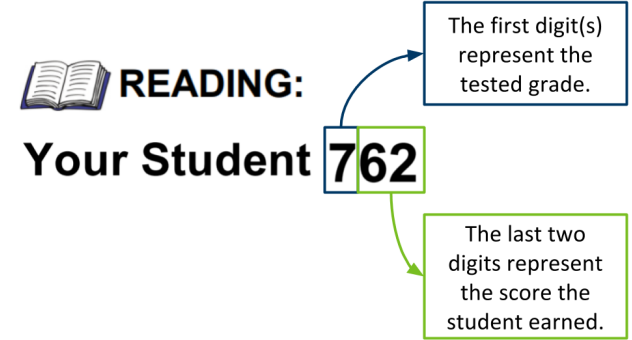 The first digit(s)
represent the
tested grade.
READING:
Your Student 762
The last two
digits represent
the score the
student earned.